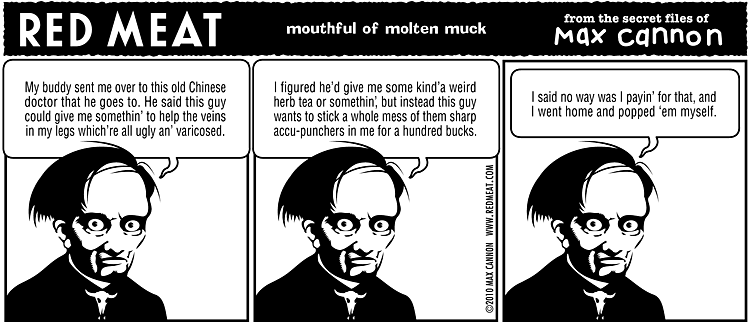 RED MEAT
mouthful of molten muck
from the secret files of
Max cannon
My buddy sent me over to this old Chinese
doctor that he goes to. He said this guy
could give me somethin' to help the veins
in my legs which're all ugly an' varicosed.
I figured he'd give me some kind'a weird
herb tea or somethin', but instead this guy
wants to stick a whole mess of them sharp
accu-punchers in me for a hundred bucks.
©2010 MAX CANNON WWW.REDMEAT.COM
I said no way was I payin' for that, and
I went home and popped 'em myself.